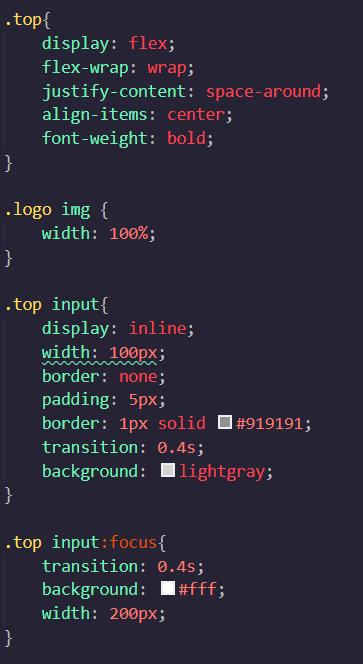 .top{
    display: flex;
    flex-wrap: wrap;
    justify-content: space-around;
    align-items: center;
    font-weight: bold;
}

.logo img {
    width: 100%;
}

.top input{
    display: inline;
    width: 100px;
    border: none;
    padding: 5px;
    border: 1px solid #919191;
    transition: 0.4s;
    background: lightgray;
}

.top input:focus{
    transition: 0.4s;
    background: #fff;
    width: 200px;
}